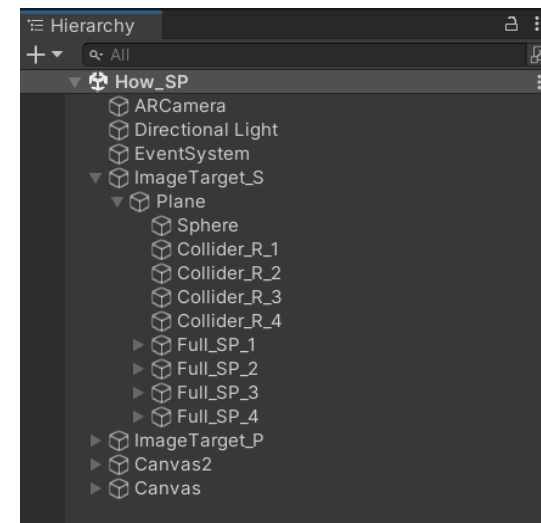 Hierarchy
All
How_SP
ARCamera
Directional Light
EventSystem
ImageTarget_S
Plane
Sphere
Collider_R_1
Collider_R_2
Collider_R_3
Collider_R_4
Full_SP_1
Full_SP_2
Full_SP_3
Full_SP_4
ImageTarget_P
Canvas2
Canvas